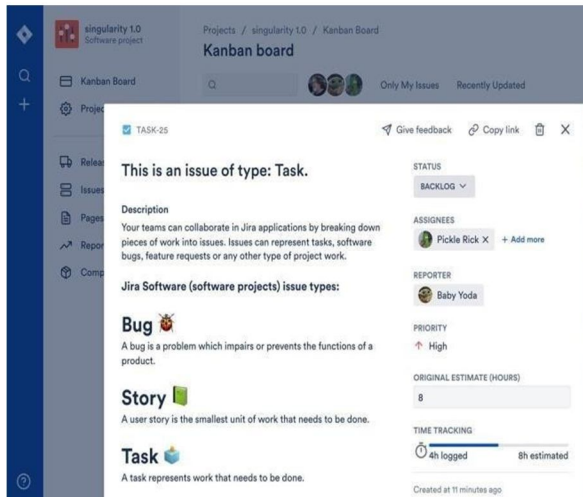 singularity 1.0
Software project
Projects / singularity 1.0 / Kanban Board
Kanban board
Only My Issues
Recently Updated
Kanban Board
Projec
Relea
Issues
Pages
Repor
Comp
TASK-25
Give feedback
Copy link
This is an issue of type: Task.
Description
Your teams can collaborate in Jira applications by breaking down
pieces of work into issues. Issues can represent tasks, software
bugs, feature requests or any other type of project work.
Jira Software (software projects) issue types:
Bug
A bug is a problem which impairs or prevents the functions of a
product.
Story
A user story is the smallest unit of work that needs to be done.
Task
A task represents work that needs to be done.
STATUS
BACKLOG
ASSIGNEES
Pickle Rick
+ Add more
REPORTER
Baby Yoda
PRIORITY
High
ORIGINAL ESTIMATE (HOURS)
8
TIME TRACKING
4h logged
8h estimated
Created at 11 minutes ago